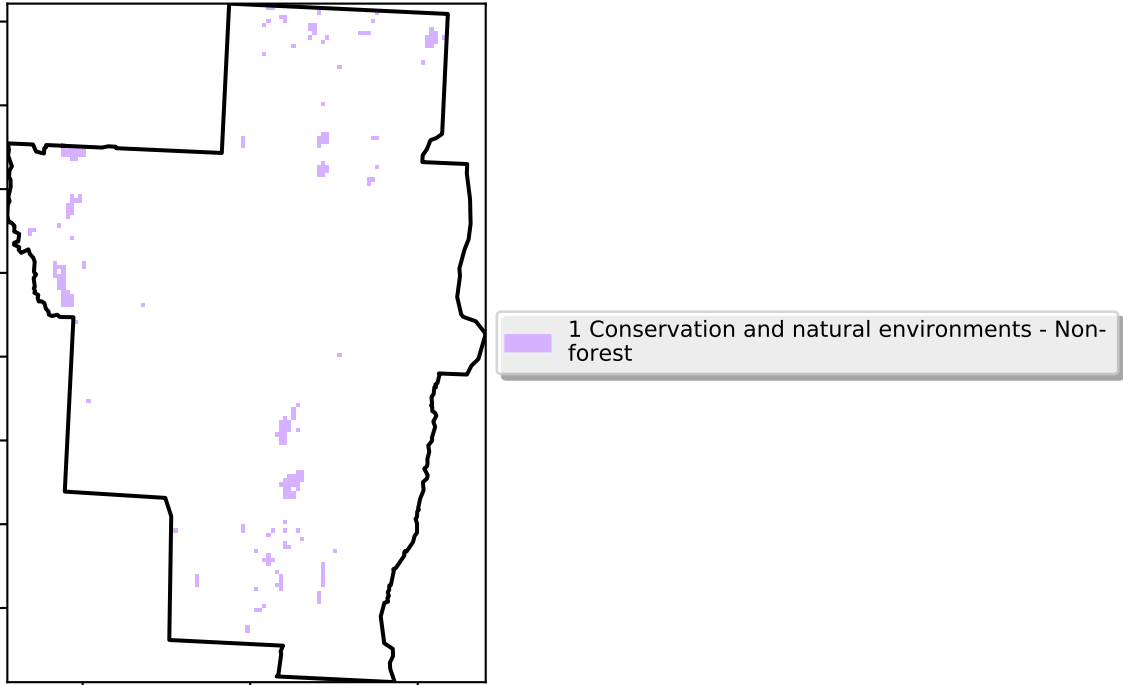 1 Conservation and natural environments - Non-
forest